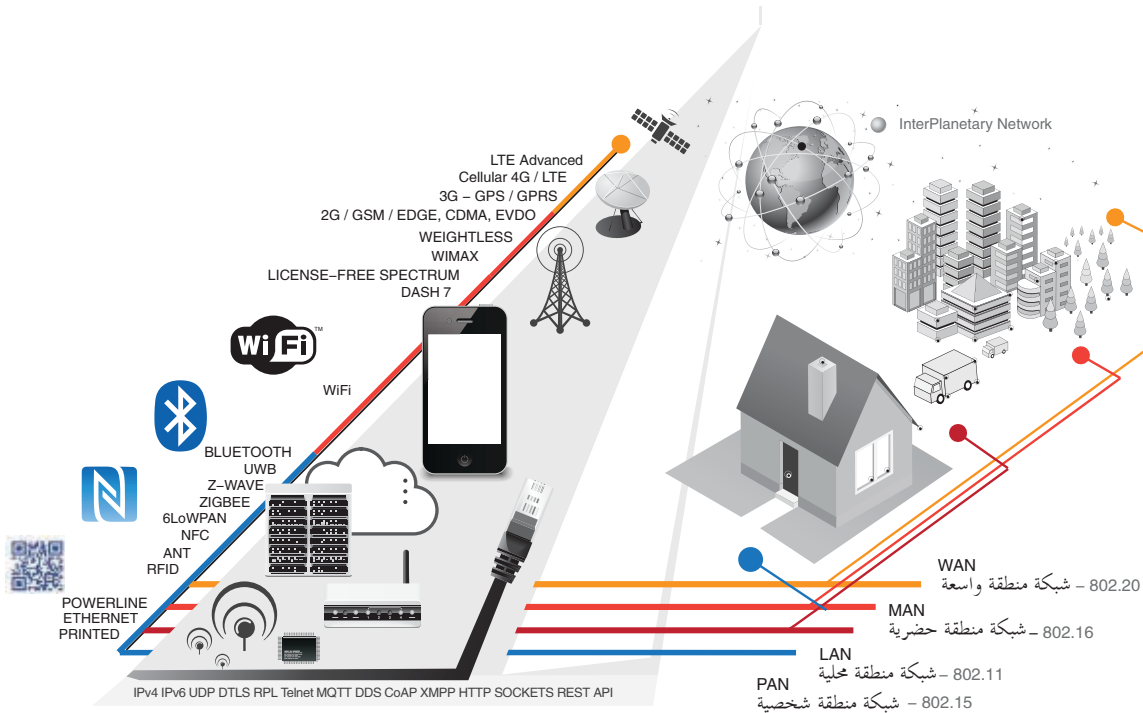 InterPlanetary Network
LTE Advanced
Cellular 4G / LTE
3G – GPS / GPRS
2G / GSM / EDGE, CDMA, EVDO
WEIGHTLESS
WIMAX
LICENSE–FREE SPECTRUM
DASH 7
WiFi™
WiFi
BLUETOOTH
UWB
Z–WAVE
ZIGBEE
6LoWPAN
NFC
ANT
RFID
POWERLINE
ETHERNET
PRINTED
WAN
شبكة منطقة واسعة – 802.20
MAN
شبكة منطقة حضرية – 802.16
LAN
شبكة منطقة محلية – 802.11
PAN
شبكة منطقة شخصية – 802.15
IPv4 IPv6 UDP DTLS RPL Telnet MQTT DDS CoAP XMPP HTTP SOCKETS REST API